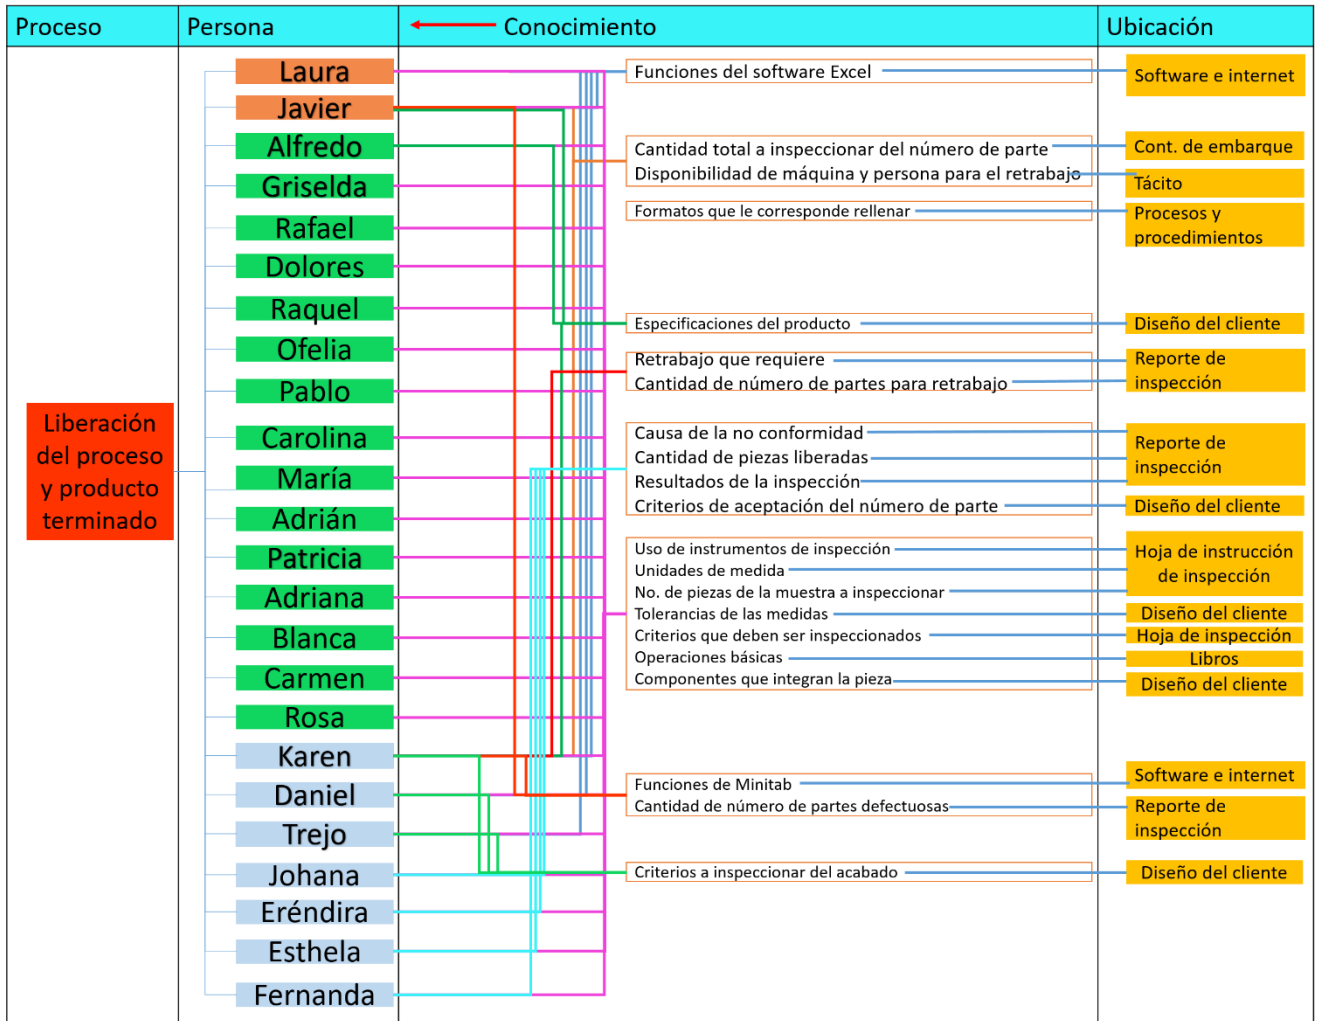 Proceso
Persona
Conocimiento
Ubicación
Liberación
del proceso
y producto
terminado
Laura
Javier
Alfredo
Griselda
Rafael
Dolores
Raquel
Ofelia
Pablo
Carolina
María
Adrián
Patricia
Adriana
Blanca
Carmen
Rosa
Karen
Daniel
Trejo
Johana
Eréndira
Esthela
Fernanda
Funciones del software Excel
Cantidad total a inspeccionar del número de parte
Disponibilidad de máquina y persona para el retrabajo
Formatos que le corresponde rellenar
Especificaciones del producto
Retrabajo que requiere
Cantidad de número de partes para retrabajo
Causa de la no conformidad
Cantidad de piezas liberadas
Resultados de la inspección
Criterios de aceptación del número de parte
Uso de instrumentos de inspección
Unidades de medida
No. de piezas de la muestra a inspeccionar
Tolerancias de las medidas
Criterios que deben ser inspeccionados
Operaciones básicas
Componentes que integran la pieza
Funciones de Minitab
Cantidad de número de partes defectuosas
Criterios a inspeccionar del acabado
Software e internet
Cont. de embarque
Tácito
Procesos y
procedimientos
Diseño del cliente
Reporte de
inspección
Reporte de
inspección
Diseño del cliente
Hoja de instrucción
de inspección
Diseño del cliente
Hoja de inspección
Libros
Diseño del cliente
Software e internet
Reporte de
inspección
Diseño del cliente